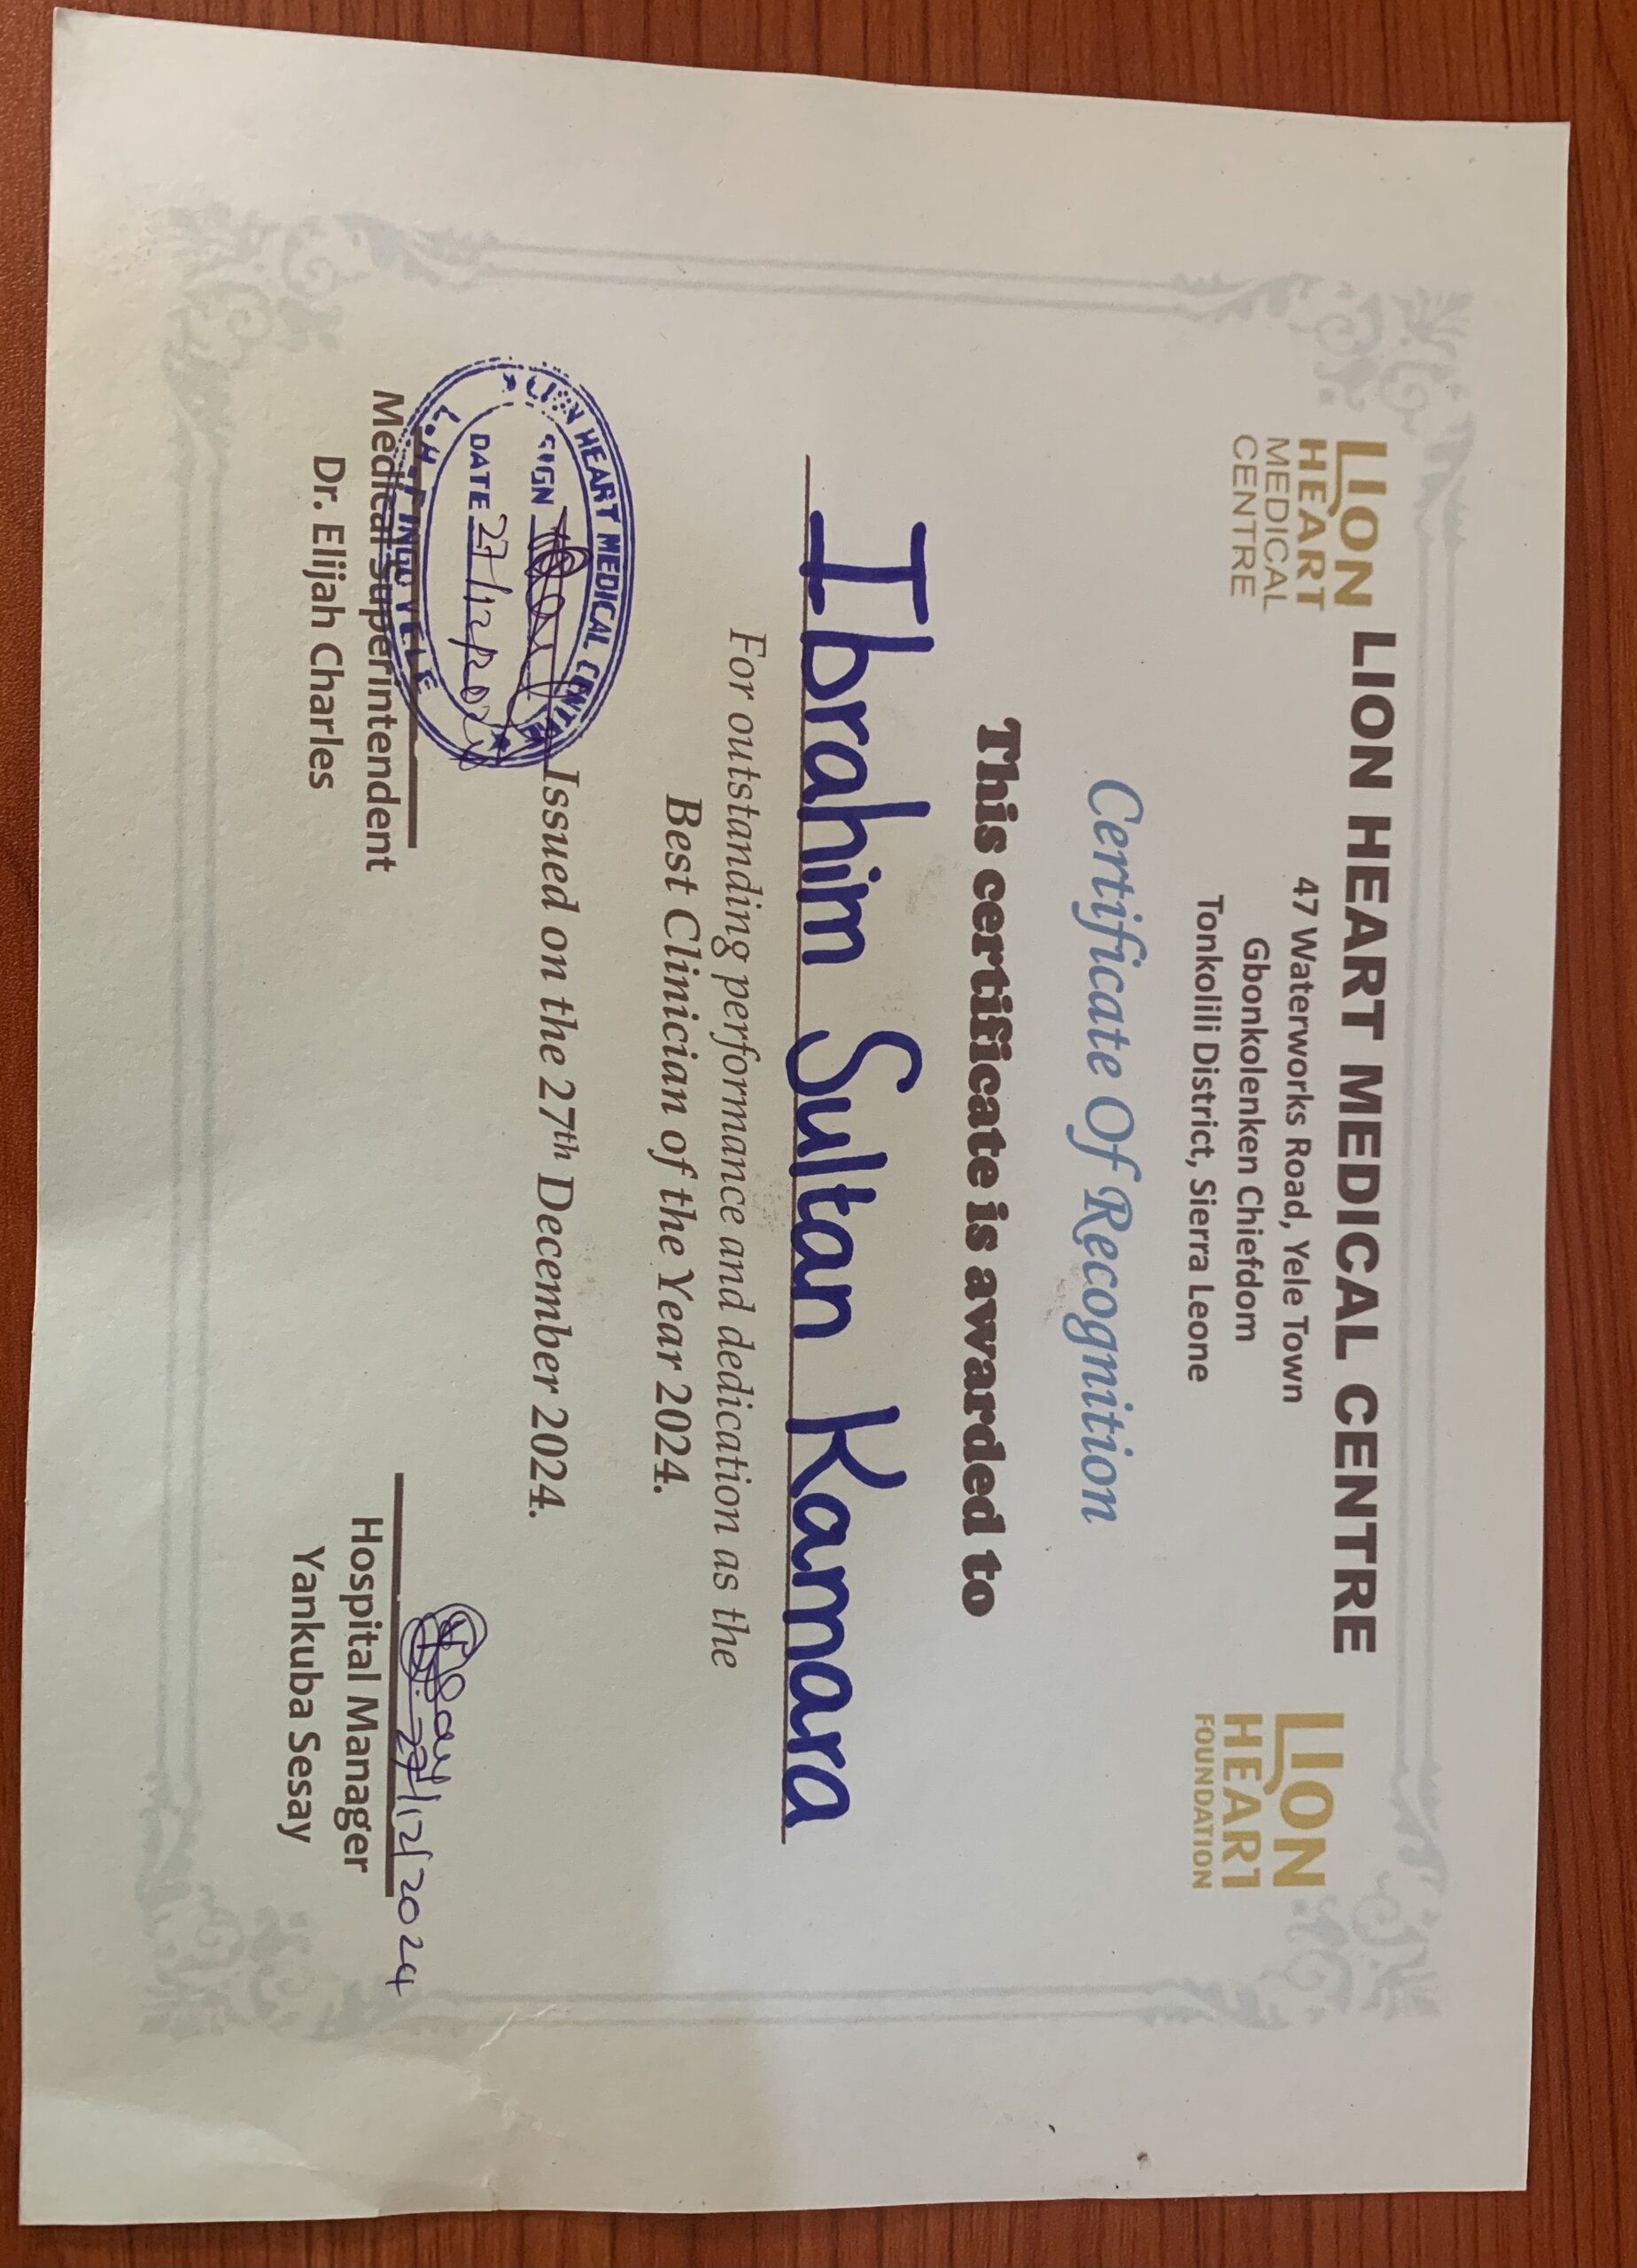 LION HEART MEDICAL CENTRE
LION
HEART
MEDICAL
CENTRE
LION
HEART
FOUNDATION
47 Waterworks Road, Yele Town
Gbonkolenken Chiefdom
Tonkolili District, Sierra Leone
Certificate Of Recognition
This certificate is awarded to
Ibrahim Sultan Kamara
For outstanding performance and dedication as the
Best Clinician of the Year 2024.
Issued on the 27th December 2024.
HEART MEDICAL
SIGN
DATE 27/12/
YELE
Medical Superintendent
Dr. Elijah Charles
27/12/2024
Hospital Manager
Yankuba Sesay